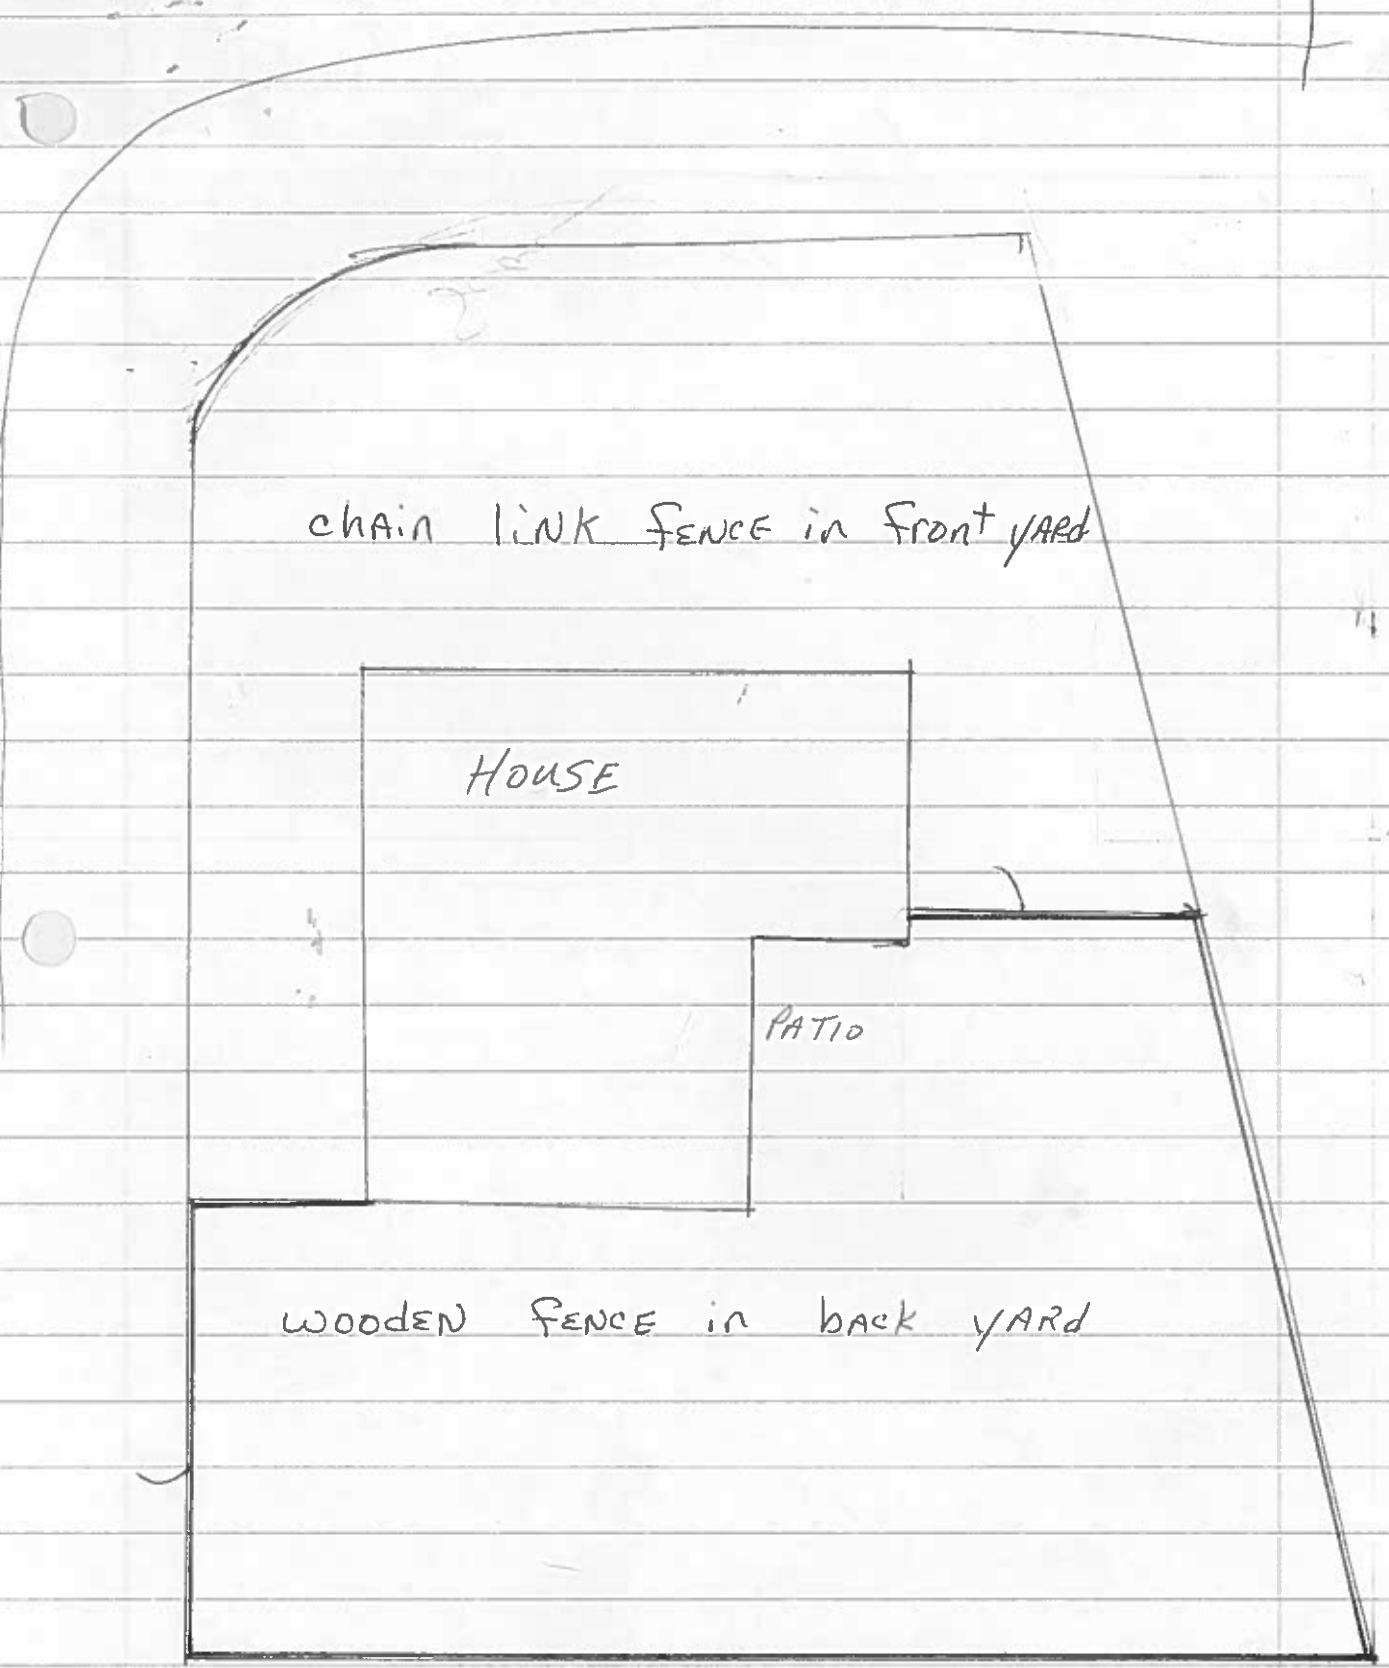 chain link fence in front yard
House
Patio
wooden fence in back yard